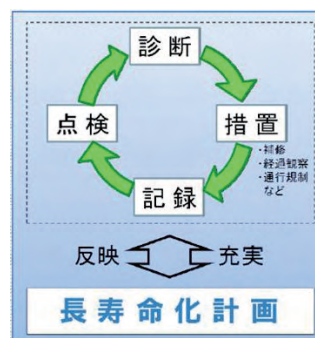 診断
点検
措置
・補修
・経過観察
・通行規制
など
記録
反映
充実
長寿命化計画